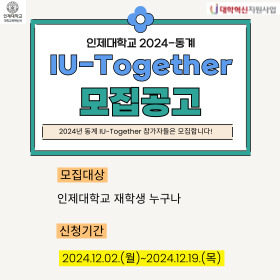 인제대학교
대학혁신지원사업
인제대학교 2024-동계
IU-Together
모집공고
2024년 동계 IU-Together 참가자들은 모집합니다!
모집대상
인제대학교 재학생 누구나
신청기간
2024.12.02.(월)~2024.12.19.(목)